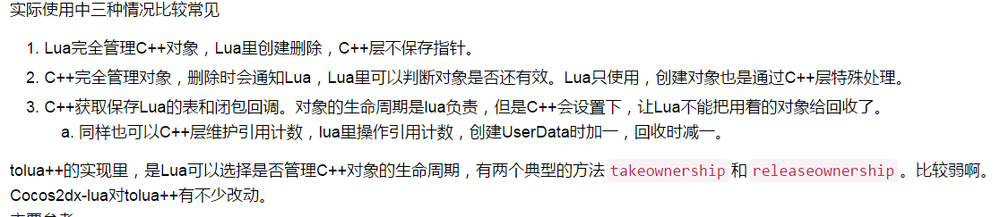 实际使用中三种情况比较常见
1. Lua完全管理C++对象，Lua里创建删除，C++层不保存指针。
2. C++完全管理对象，删除时会通知Lua，Lua里可以判断对象是否还有效。Lua只使用，创建对象也是通过C++层特殊处理。
3. C++获取保存Lua的表和闭包回调。对象的生命周期是lua负责，但是C++会设置下，让Lua不能把用着的对象给回收了。
a. 同样也可以C++层维护引用计数，lua里操作引用计数，创建UserData时加一，回收时减一。
tolua++的实现里，是Lua可以选择是否管理C++对象的生命周期，有两个典型的方法 takeownership 和 releaseownership 。比较弱啊。
Cocos2dx-lua对tolua++有不少改动。